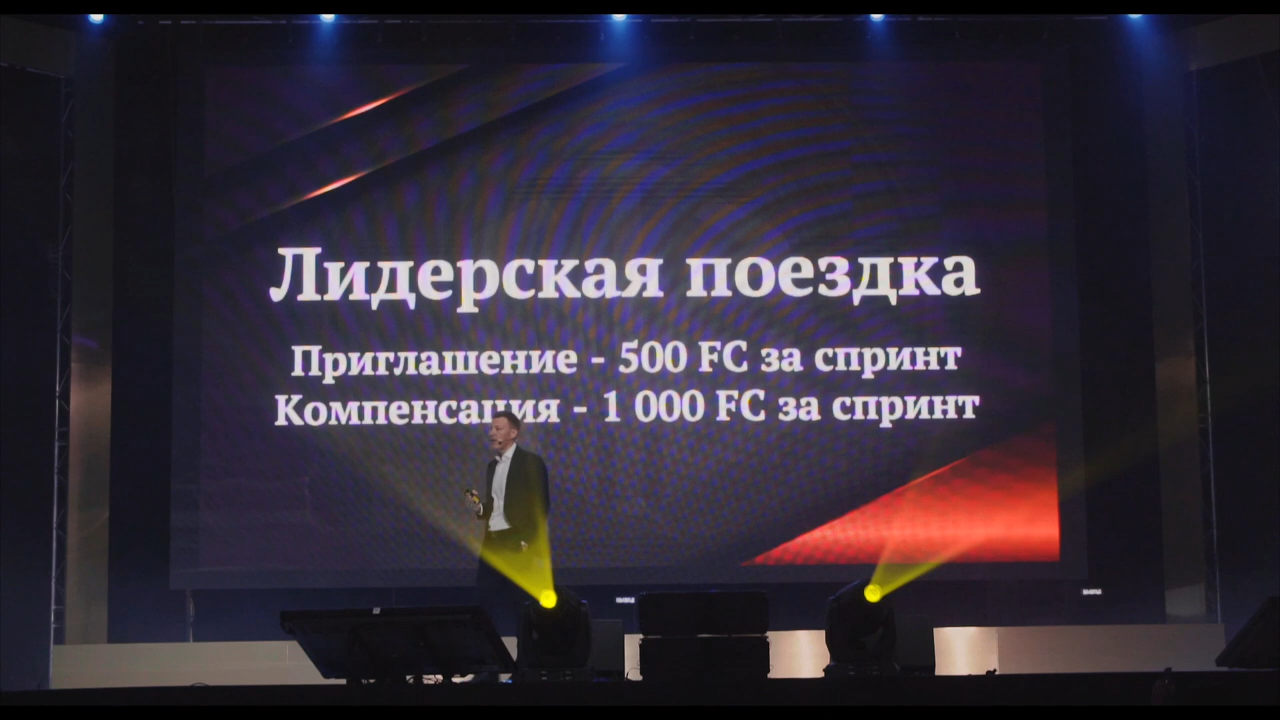 Лидерская поездка
Приглашение - 500 FC за спринт
Компенсация - 1 000 FC за спринт